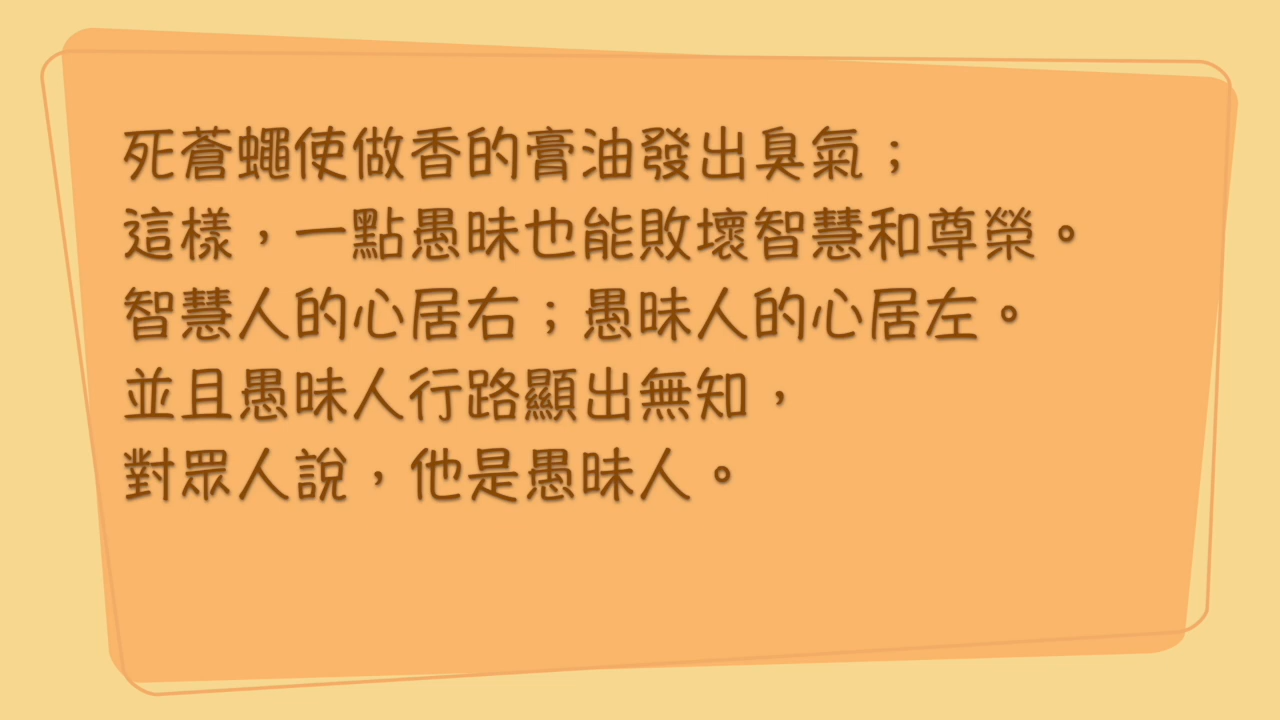 死蒼蠅使做香的膏油發出臭氣；
這樣，一點愚昧也能敗壞智慧和尊榮。
智慧人的心居右；愚昧人的心居左。
並且愚昧人行路顯出無知，
對眾人說，他是愚昧人。